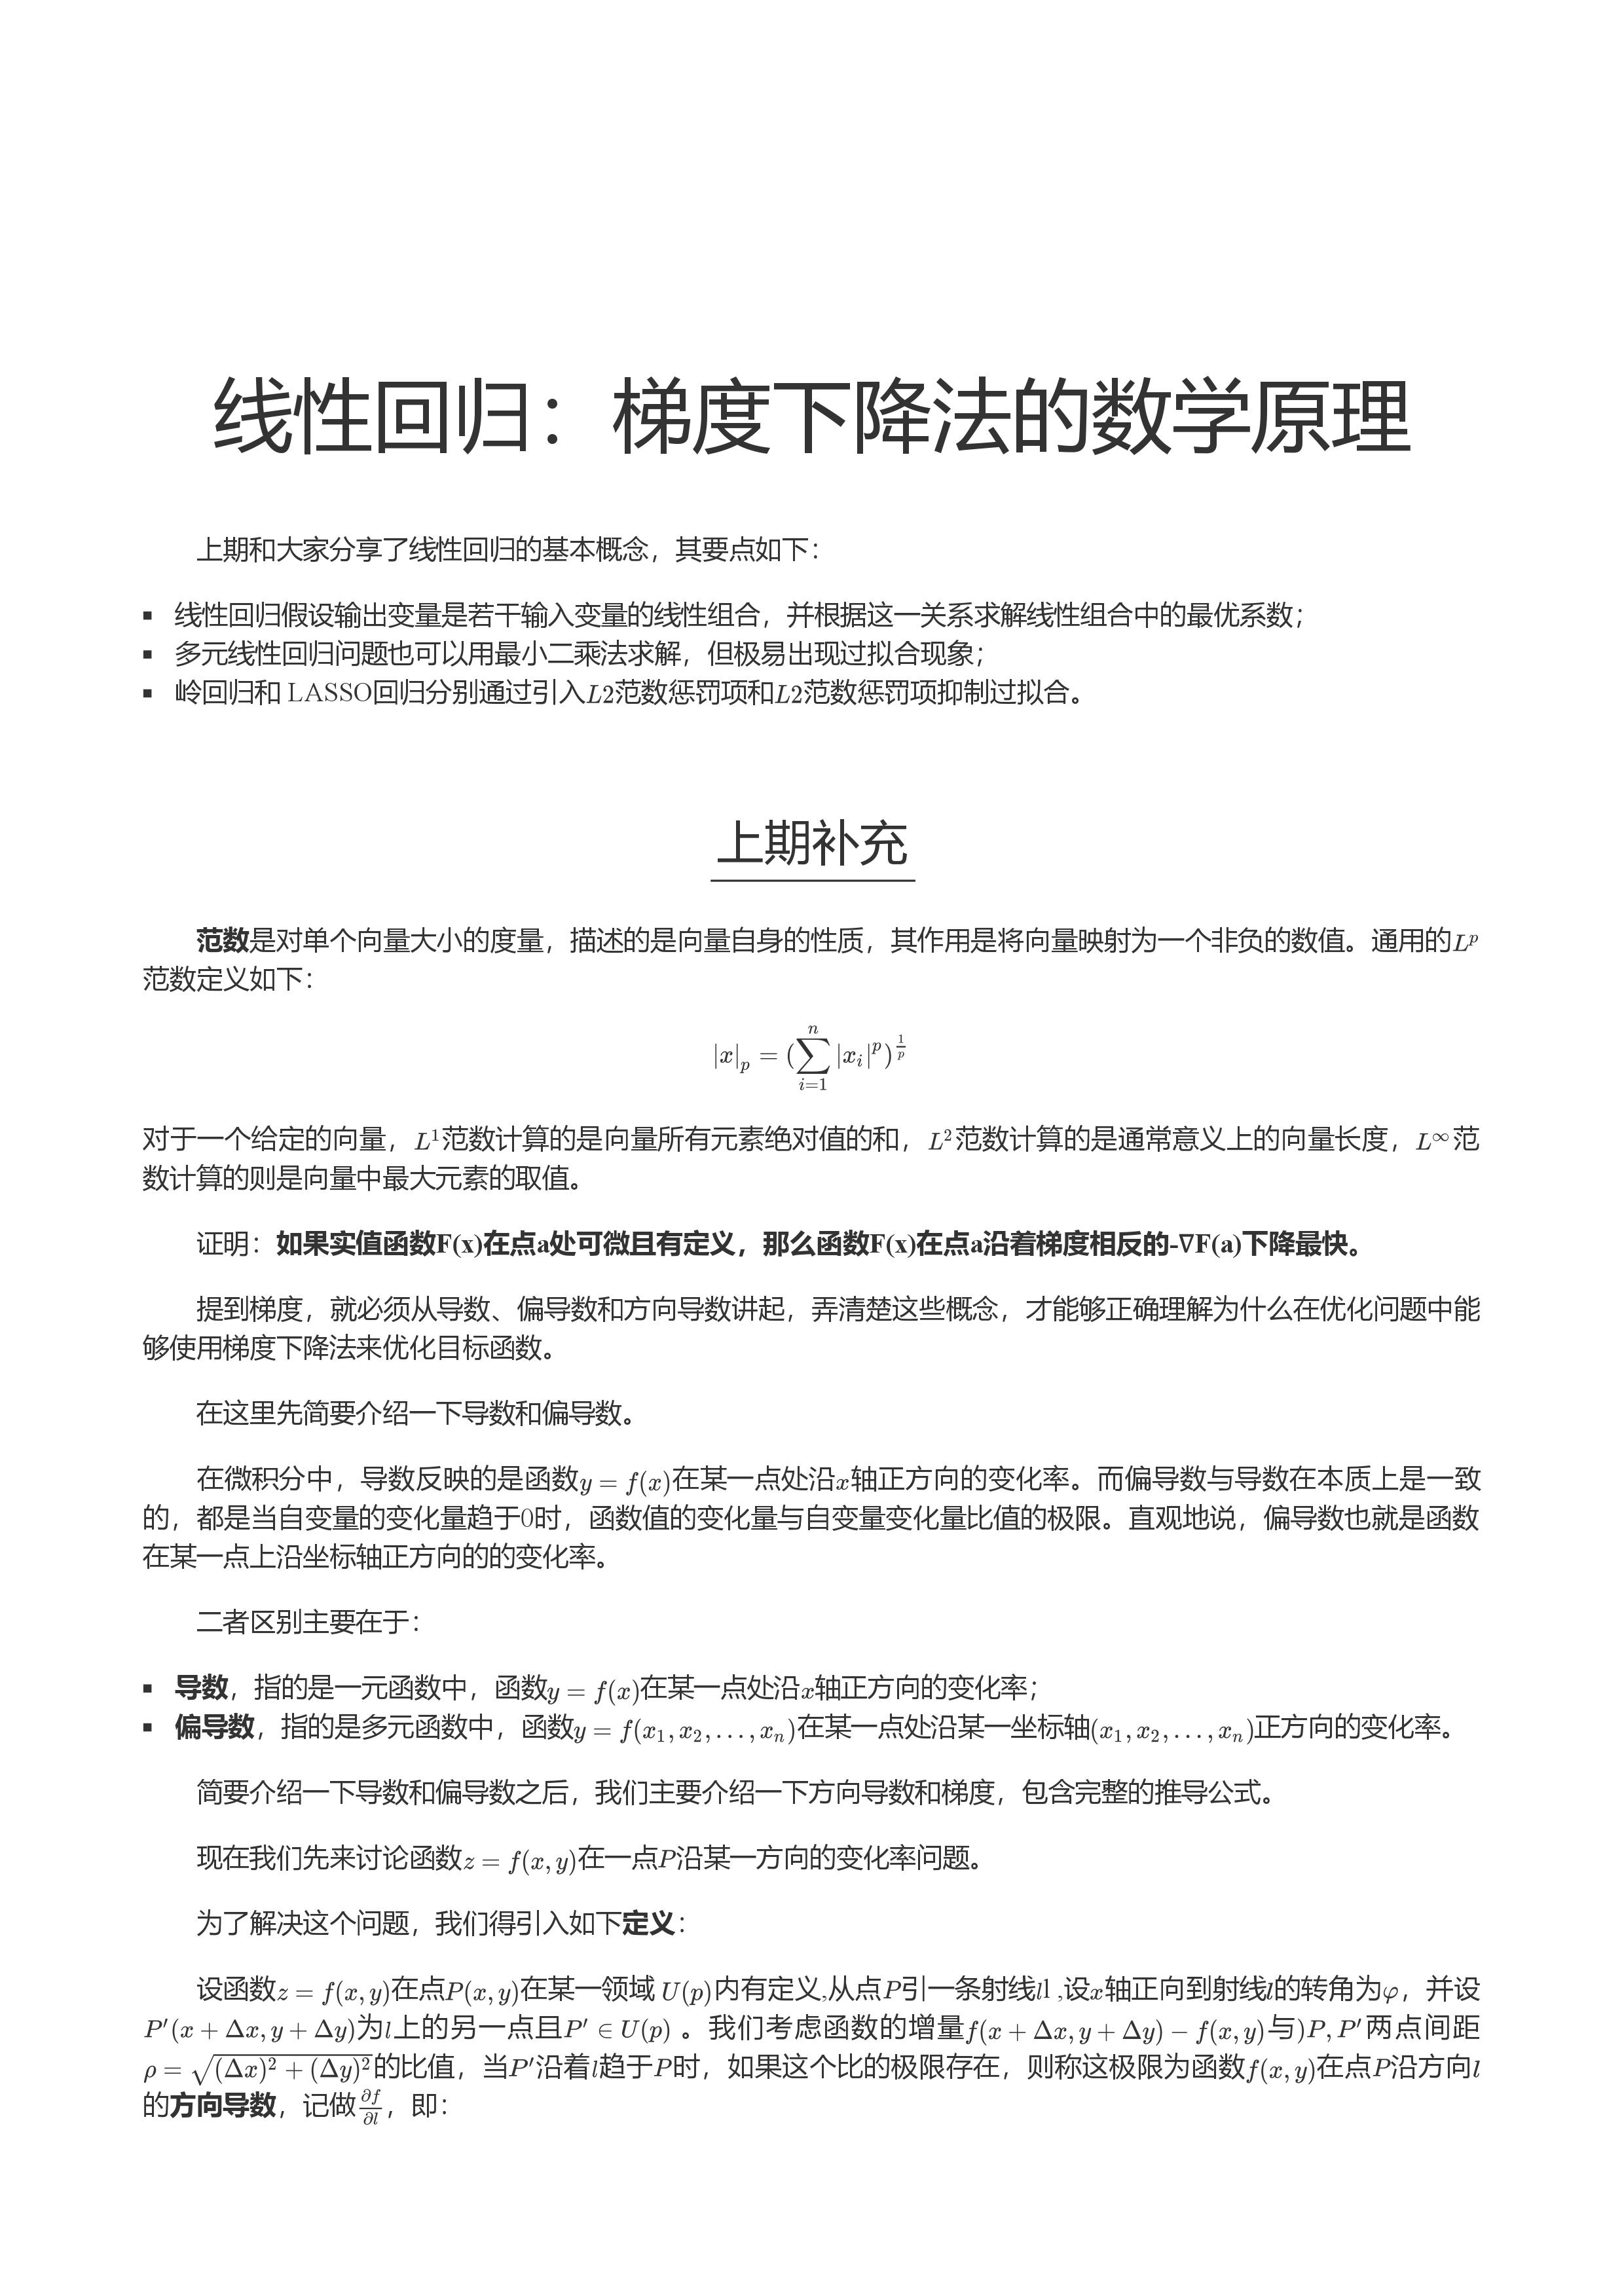 线性回归：梯度下降法的数学原理
上期和大家分享了线性回归的基本概念，其要点如下：
▪ 线性回归假设输出变量是若干输入变量的线性组合，并根据这一关系求解线性组合中的最优系数；
▪ 多元线性回归问题也可以用最小二乘法求解，但极易出现过拟合现象；
▪ 岭回归和 LASSO回归分别通过引入L2范数惩罚项和L2范数惩罚项抑制过拟合。
上期补充
范数是对单个向量大小的度量，描述的是向量自身的性质，其作用是将向量映射为一个非负的数值。通用的$L^p$
范数定义如下：
$|x|_p = (\sum_{i=1}^{n} |x_i|^p)^{\frac{1}{p}}$
对于一个给定的向量，$L^1$范数计算的是向量所有元素绝对值的和，$L^2$范数计算的是通常意义上的向量长度，$L^\infty$范
数计算的则是向量中最大元素的取值。
证明：如果实值函数F(x)在点a处可微且有定义，那么函数F(x)在点a沿着梯度相反的-∇F(a)下降最快。
提到梯度，就必须从导数、偏导数和方向导数讲起，弄清楚这些概念，才能够正确理解为什么在优化问题中能
够使用梯度下降法来优化目标函数。
在这里先简要介绍一下导数和偏导数。
在微积分中，导数反映的是函数$y = f(x)$在某一点处沿$x$轴正方向的变化率。而偏导数与导数在本质上是一致
的，都是当自变量的变化量趋于0时，函数值的变化量与自变量变化量比值的极限。直观地说，偏导数也就是函数
在某一点上沿坐标轴正方向的的变化率。
二者区别主要在于：
▪ 导数，指的是一元函数中，函数$y = f(x)$在某一点处沿$x$轴正方向的变化率；
▪ 偏导数，指的是多元函数中，函数$y = f(x_1, x_2, \ldots, x_n)$在某一点处沿某一坐标轴$(x_1, x_2, \ldots, x_n)$正方向的变化率。
简要介绍一下导数和偏导数之后，我们主要介绍一下方向导数和梯度，包含完整的推导公式。
现在我们先来讨论函数$z = f(x, y)$在一点$P$沿某一方向的变化率问题。
为了解决这个问题，我们得引入如下定义：
设函数$z = f(x, y)$在点$P(x, y)$在某一领域 $U(p)$内有定义,从点$P$引一条射线$l$l ,设$x$轴正向到射线$l$的转角为$\varphi$，并设
$P'(x + \Delta x, y + \Delta y)$为$l$上的另一点且$P' \in U(p)$ 。我们考虑函数的增量$f(x + \Delta x, y + \Delta y) - f(x, y)$与$)P, P'$两点间距
$\rho = \sqrt{(\Delta x)^2 + (\Delta y)^2}$的比值，当$P'$沿着$l$趋于$P$时，如果这个比的极限存在，则称这极限为函数$f(x, y)$在点$P$沿方向$l$
的方向导数，记做$\frac{\partial f}{\partial l}$，即：